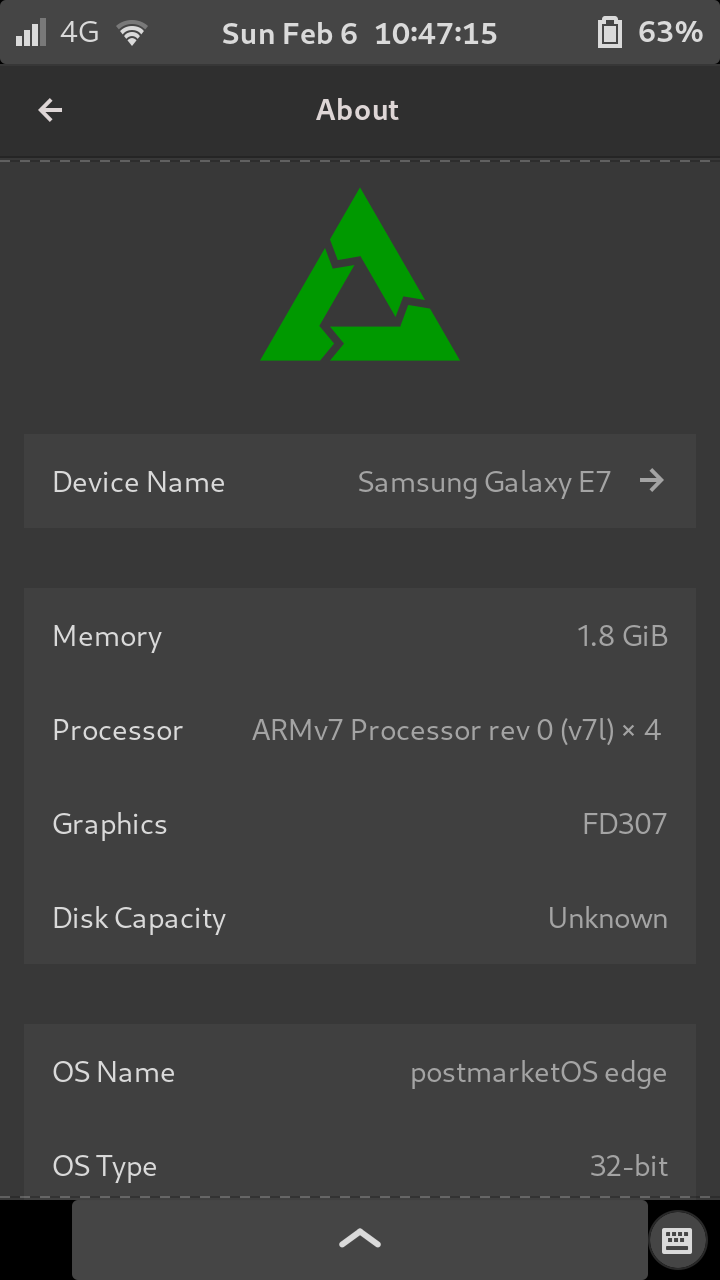 4G Sun Feb 6 10:47:15 63%
About
Device Name Samsung Galaxy E7
Memory 1.8 GiB
Processor ARMv7 Processor rev 0 (v7l) × 4
Graphics FD307
Disk Capacity Unknown
OS Name postmarketOS edge
OS Type 32-bit